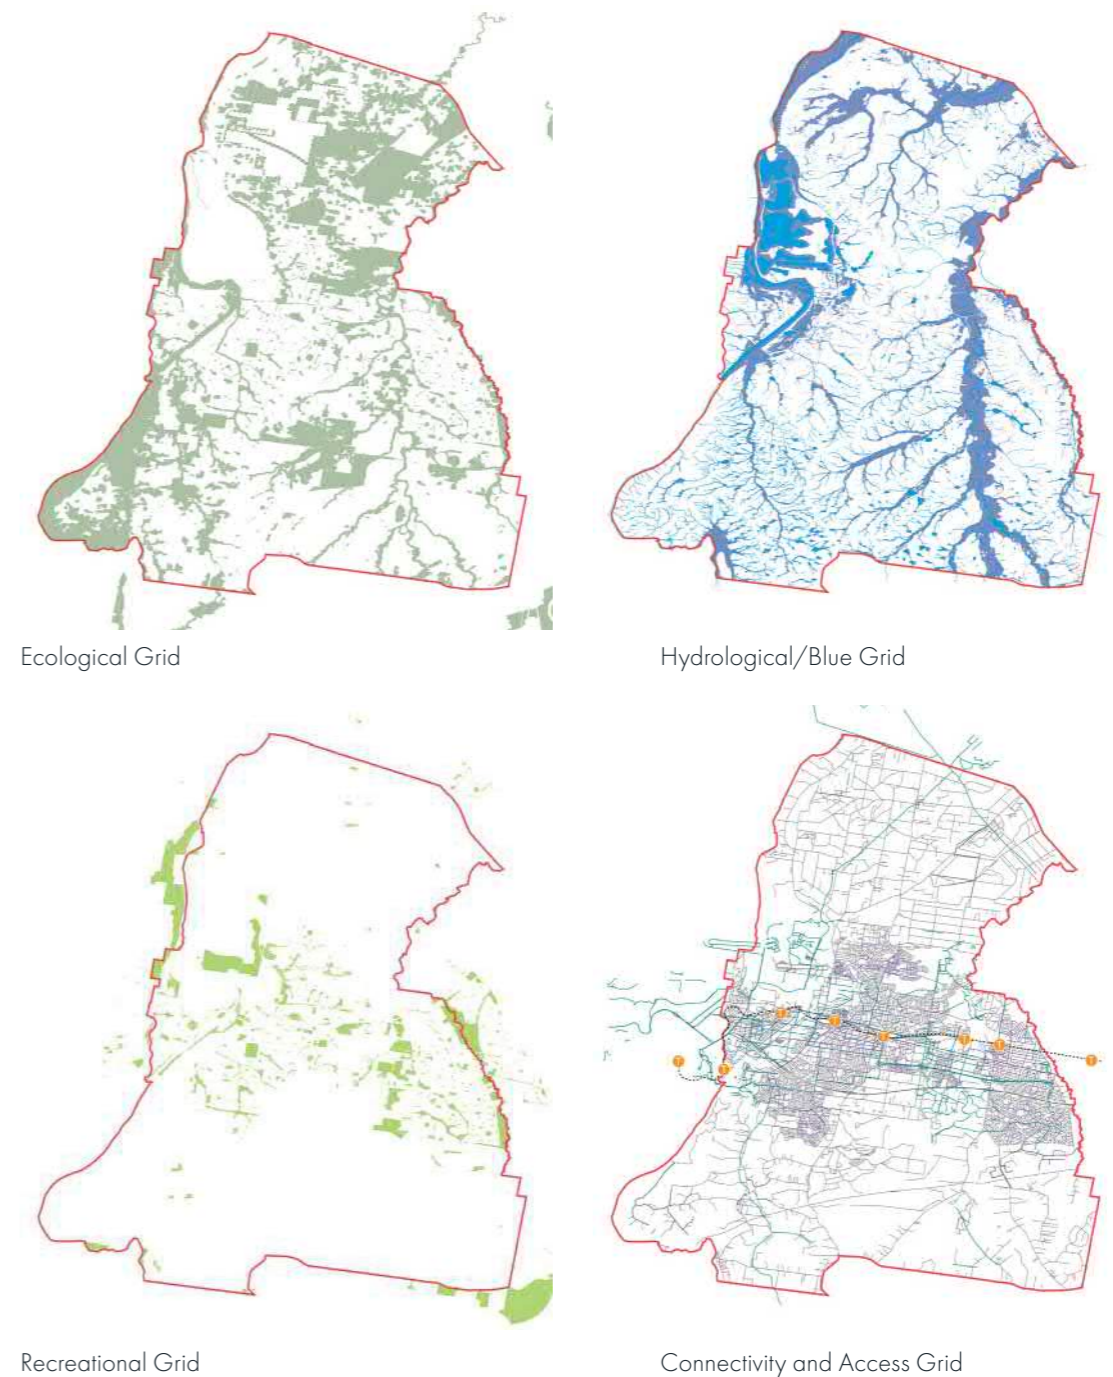 Ecological Grid
Hydrological/Blue Grid
T
T
T
T
T
T
T
T
Recreational Grid
Connectivity and Access Grid